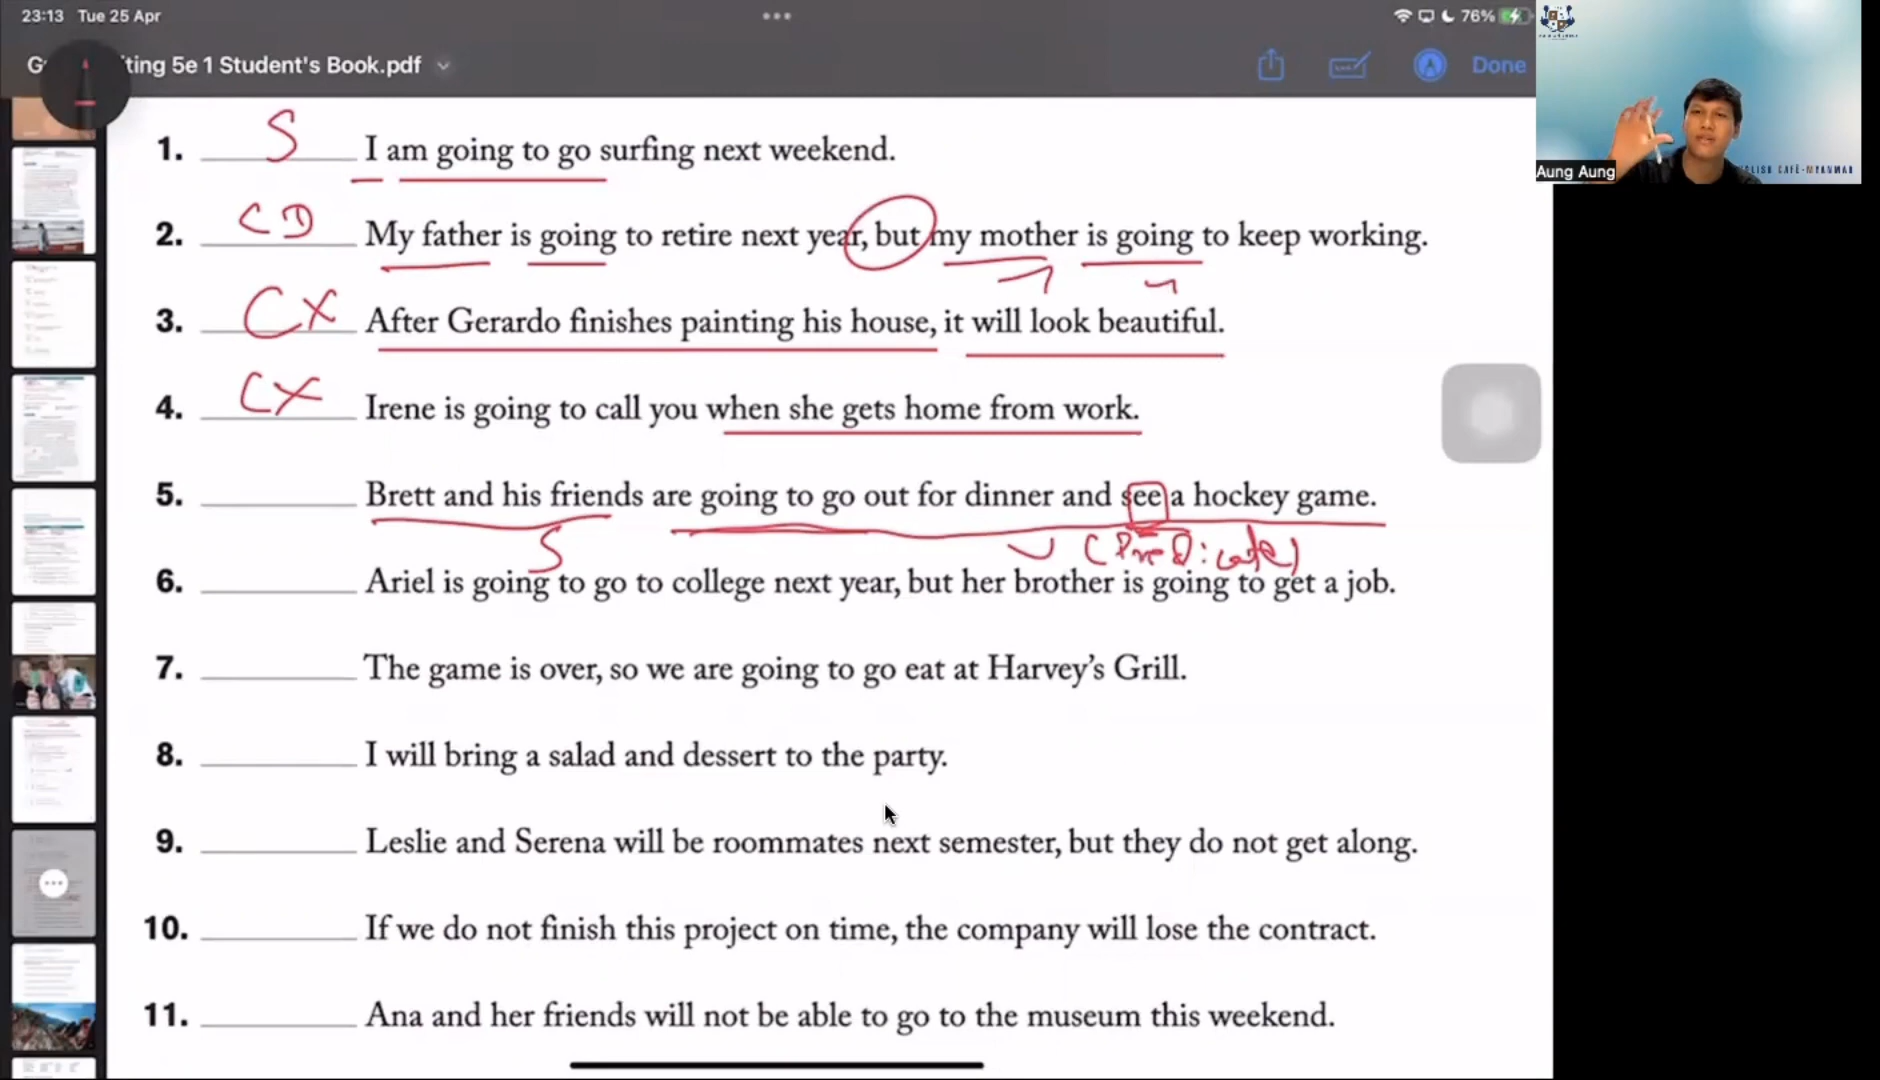 23:13 Tue 25 Apr
76%
ting 5e 1 Student's Book.pdf
Done
1. S I am going to go surfing next weekend.
2. CD My father is going to retire next year, but my mother is going to keep working.
3. CX After Gerardo finishes painting his house, it will look beautiful.
4. CX Irene is going to call you when she gets home from work.
5. Brett and his friends are going to go out for dinner and see a hockey game.
S (Predicate)
6. Ariel is going to go to college next year, but her brother is going to get a job.
7. The game is over, so we are going to go eat at Harvey's Grill.
8. I will bring a salad and dessert to the party.
9. Leslie and Serena will be roommates next semester, but they do not get along.
10. If we do not finish this project on time, the company will lose the contract.
11. Ana and her friends will not be able to go to the museum this weekend.
Aung Aung
GLISH CAFÉ-MYANMAR